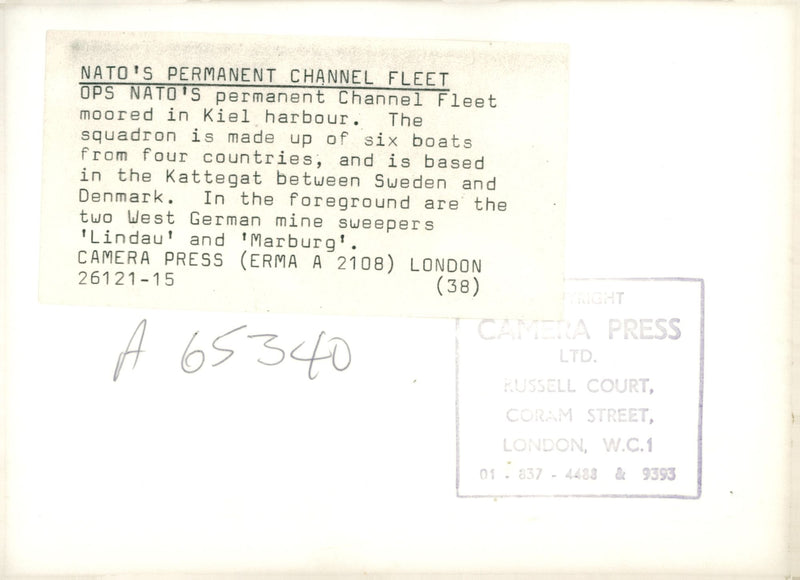 NATO'S PERMANENT CHANNEL FLEET
OPS NATO'S permanent Channel Fleet
moored in Kiel harbour. The
squadron is made up of six boats
from four countries, and is based
in the Kattegat between Sweden and
Denmark. In the foreground are the
two West German mine sweepers
'Lindau' and 'Marburg'.
CAMERA PRESS (ERMA A 2108) LONDON
26121-15 (38)
A 65340
CAMERA PRESS
LTD.
RUSSELL COURT,
CORAM STREET,
LONDON, W.C.1
01 - 837 - 4488 & 9393